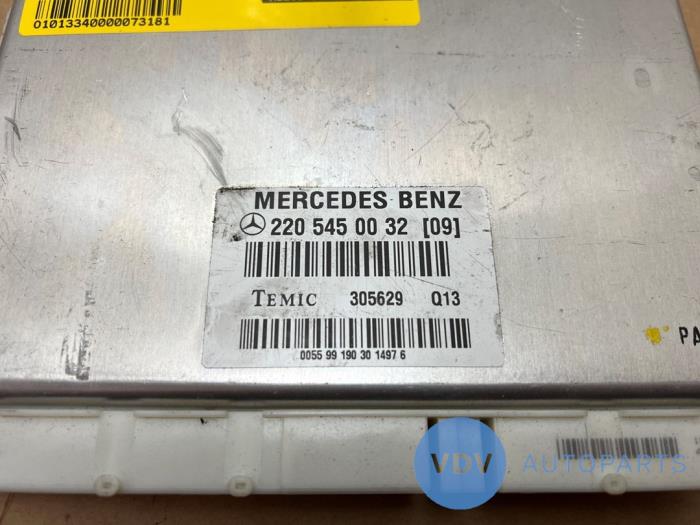 01013340000073181
MERCEDES BENZ
220 545 00 32 [09]
TEMIC 305629 Q13
0055 99 190 30 1497 6
PA
VDV AUTOPARTS